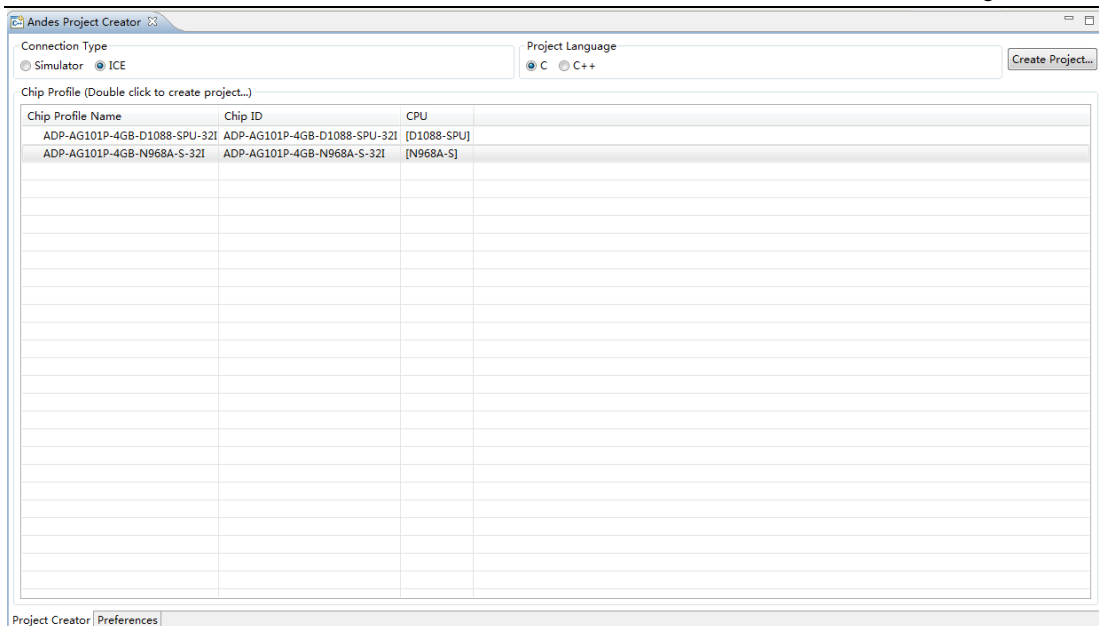 Andes Project Creator
Connection Type
Project Language
Simulator ICE
C C++
Create Project...
Chip Profile (Double click to create project...)
Chip Profile Name Chip ID CPU
ADP-AG101P-4GB-D1088-SPU-32I ADP-AG101P-4GB-D1088-SPU-32I [D1088-SPU]
ADP-AG101P-4GB-N968A-S-32I ADP-AG101P-4GB-N968A-S-32I [N968A-S]
Project Creator Preferences